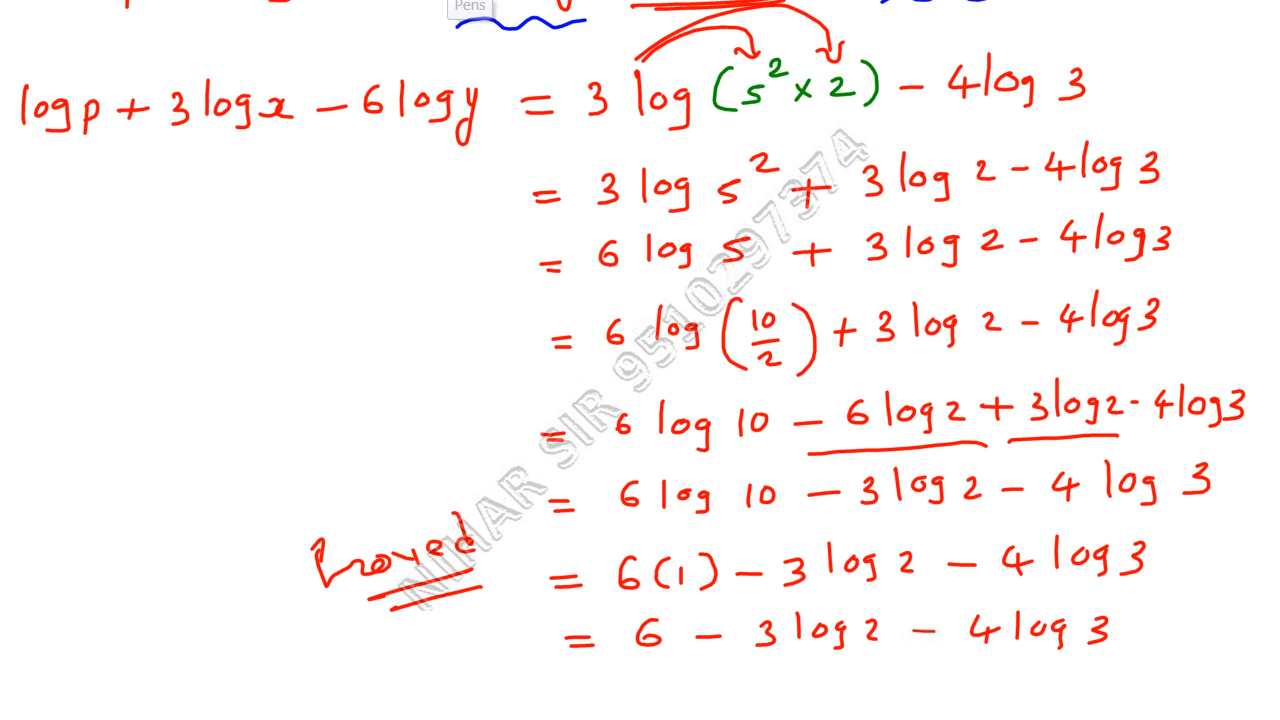 Pens
log p + 3 log x - 6 log y = 3 log (5² × 2) - 4 log 3
= 3 log 5² + 3 log 2 - 4 log 3
= 6 log 5 + 3 log 2 - 4 log 3
= 6 log (10/2) + 3 log 2 - 4 log 3
= 6 log 10 - 6 log 2 + 3 log 2 - 4 log 3
= 6 log 10 - 3 log 2 - 4 log 3
Proved
= 6(1) - 3 log 2 - 4 log 3
= 6 - 3 log 2 - 4 log 3
NIHAR SIR 9510297374